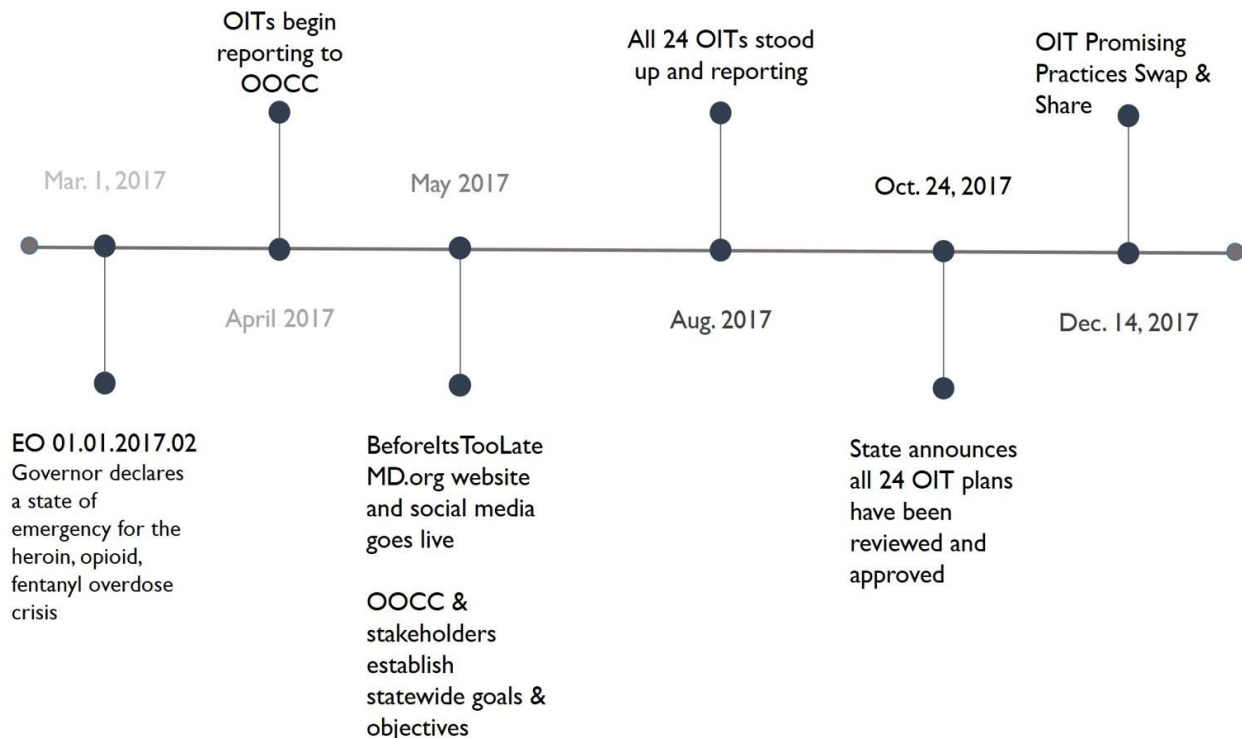 OITs begin
reporting to
OOCC
All 24 OITs stood
up and reporting
OIT Promising
Practices Swap &
Share
Mar. 1, 2017
May 2017
Oct. 24, 2017
April 2017
Aug. 2017
Dec. 14, 2017
EO 01.01.2017.02
Governor declares
a state of
emergency for the
heroin, opioid,
fentanyl overdose
crisis
BeforeItsTooLate
MD.org website
and social media
goes live
OOCC &
stakeholders
establish
statewide goals &
objectives
State announces
all 24 OIT plans
have been
reviewed and
approved